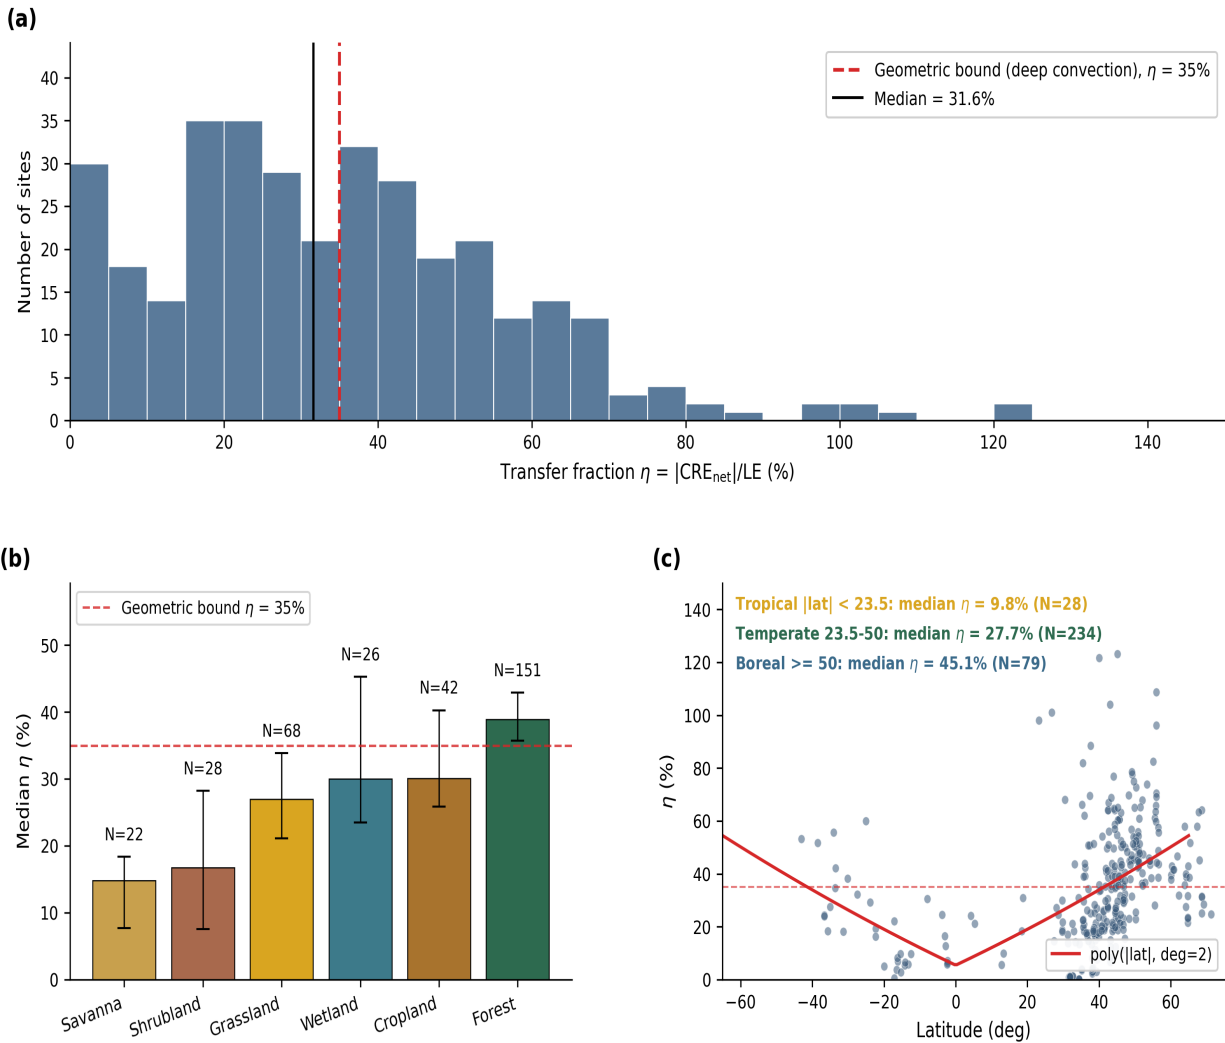 (a)
Geometric bound (deep convection), η = 35%
Median = 31.6%
Number of sites
40
35
30
25
20
15
10
5
0
0 20 40 60 80 100 120 140
Transfer fraction η = |CREnet|/LE (%)
(b)
Geometric bound η = 35%
Median η (%)
50
40
30
20
10
0
N=22
N=28
N=68
N=26
N=42
N=151
Savanna
Shrubland
Grassland
Wetland
Cropland
Forest
(c)
Tropical |lat| < 23.5: median η = 9.8% (N=28)
Temperate 23.5-50: median η = 27.7% (N=234)
Boreal >= 50: median η = 45.1% (N=79)
η (%)
140
120
100
80
60
40
20
0
poly(|lat|, deg=2)
−60 −40 −20 0 20 40 60
Latitude (deg)